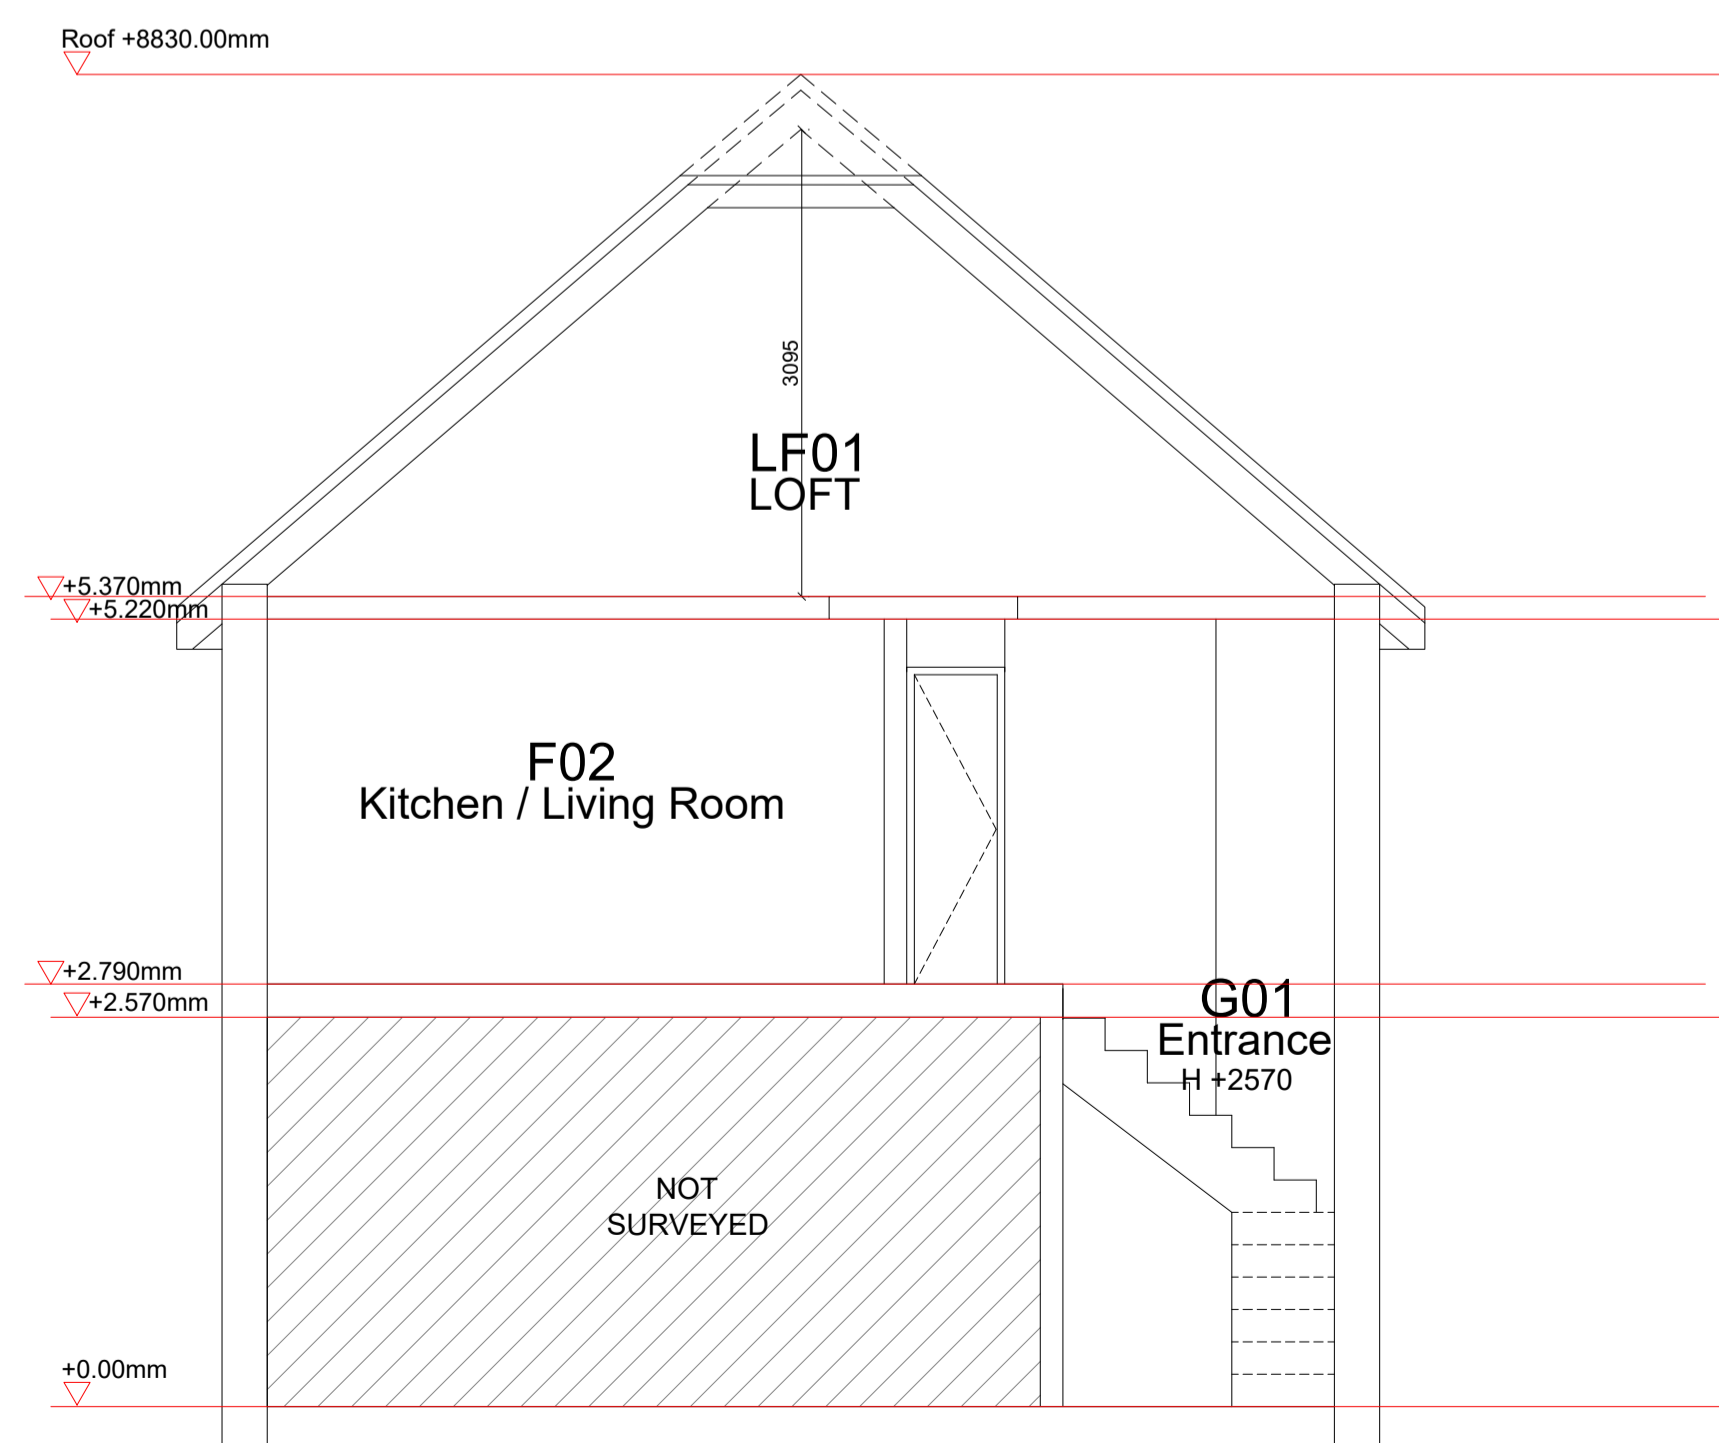 Roof +8830.00mm
3095
LF01
LOFT
+5.370mm
+5.220mm
F02
Kitchen / Living Room
+2.790mm
+2.570mm
G01
Entrance
H +2570
NOT
SURVEYED
+0.00mm